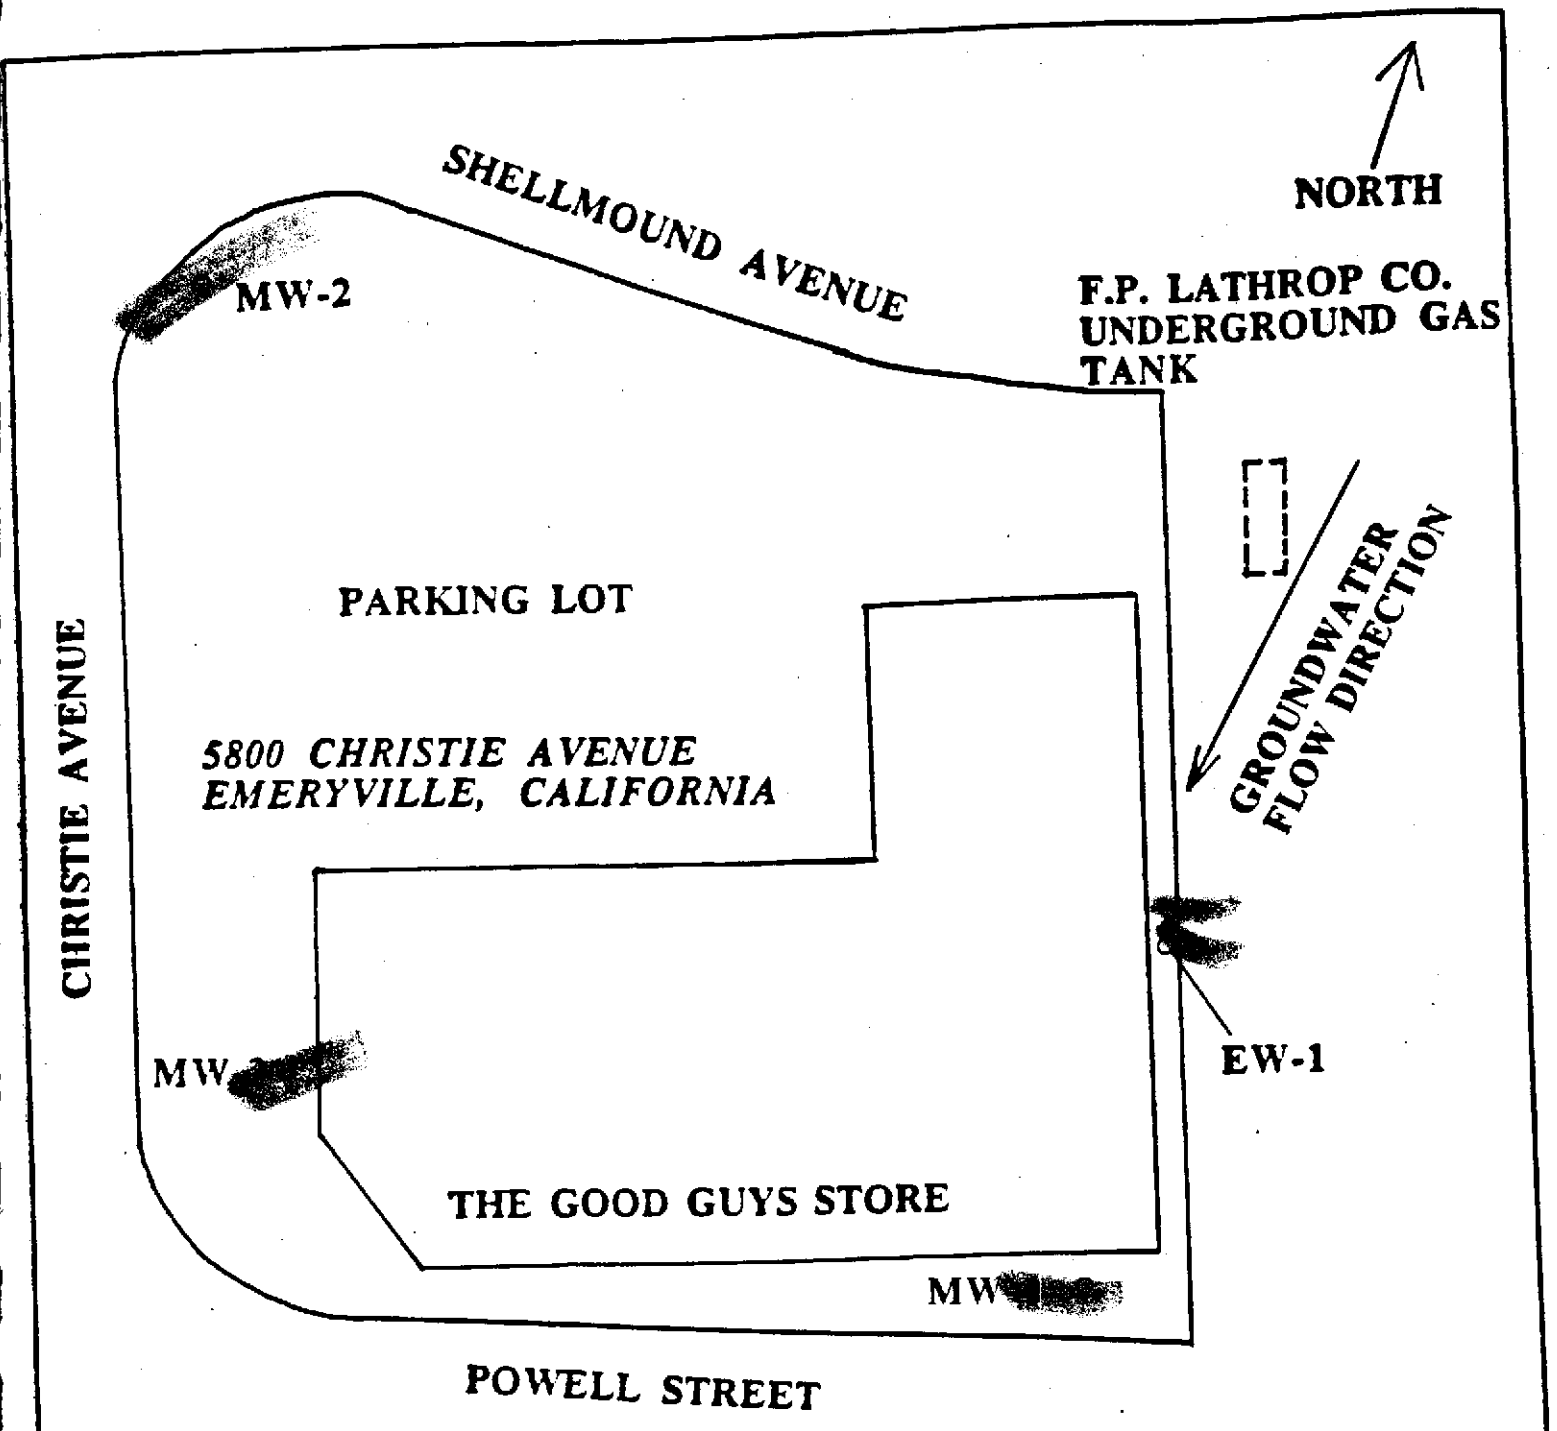 NORTH
SHELLMOUND AVENUE
MW-2
F.P. LATHROP CO.
UNDERGROUND GAS
TANK
PARKING LOT
GROUNDWATER
FLOW DIRECTION
CHRISTIE AVENUE
5800 CHRISTIE AVENUE
EMERYVILLE, CALIFORNIA
EW-1
MW
THE GOOD GUYS STORE
MW
POWELL STREET